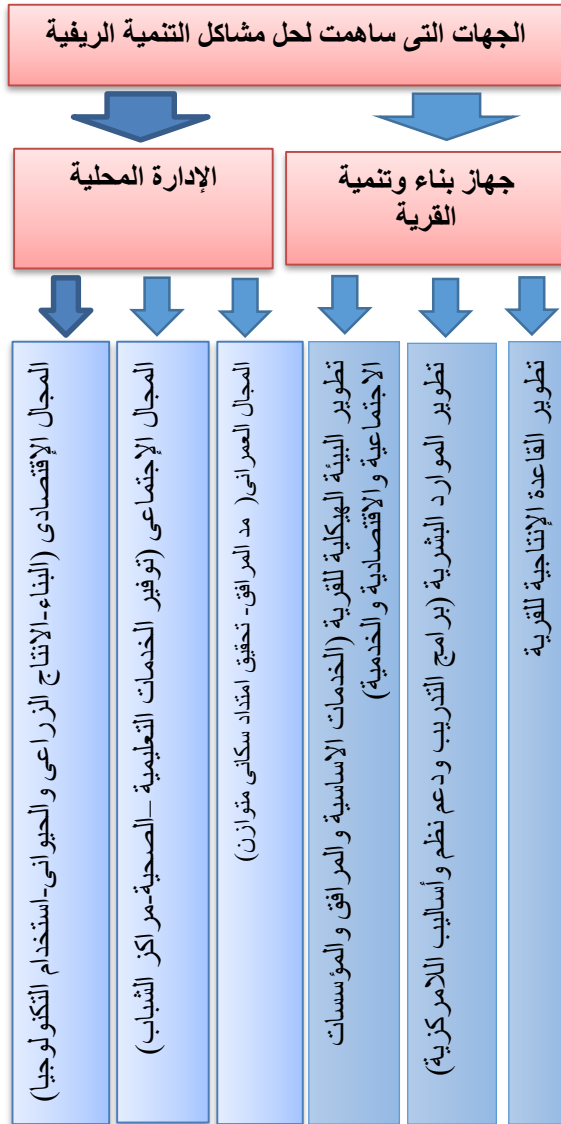 الجهات التى ساهمت لحل مشاكل التنمية الريفية
جهاز بناء وتنمية
القرية
الإدارة المحلية
تطوير القاعدة الإنتاجية للقرية
تطوير الموارد البشرية (برامج التدريب ودعم نظم وأساليب اللامركزية)
تطوير البيئة الهيكلية للقرية (الخدمات الاساسية والمرافق والمؤسسات
الاجتماعية والاقتصادية والخدمية)
المجال العمرانى( مد المرافق- تحقيق امتداد سكانى متوازن)
المجال الإجتماعى (توفير الخدمات التعليمية –الصحية-مراكز الشباب)
المجال الإقتصادى (البناء-الانتاج الزراعى والحيوانى-استخدام التكنولوجيا)